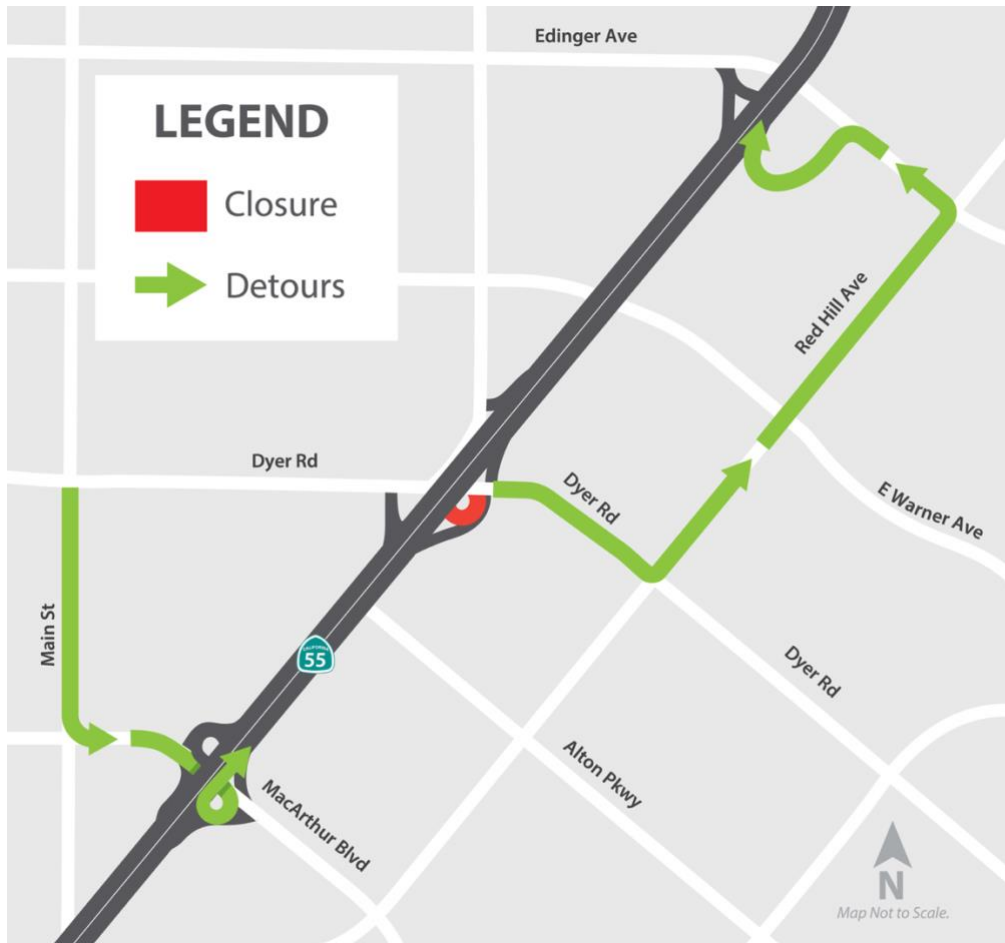 Edinger Ave
LEGEND
Closure
Detours
Red Hill Ave
Dyer Rd
Dyer Rd
E Warner Ave
Main St
CALIFORNIA
55
Dyer Rd
Alton Pkwy
MacArthur Blvd
N
Map Not to Scale.